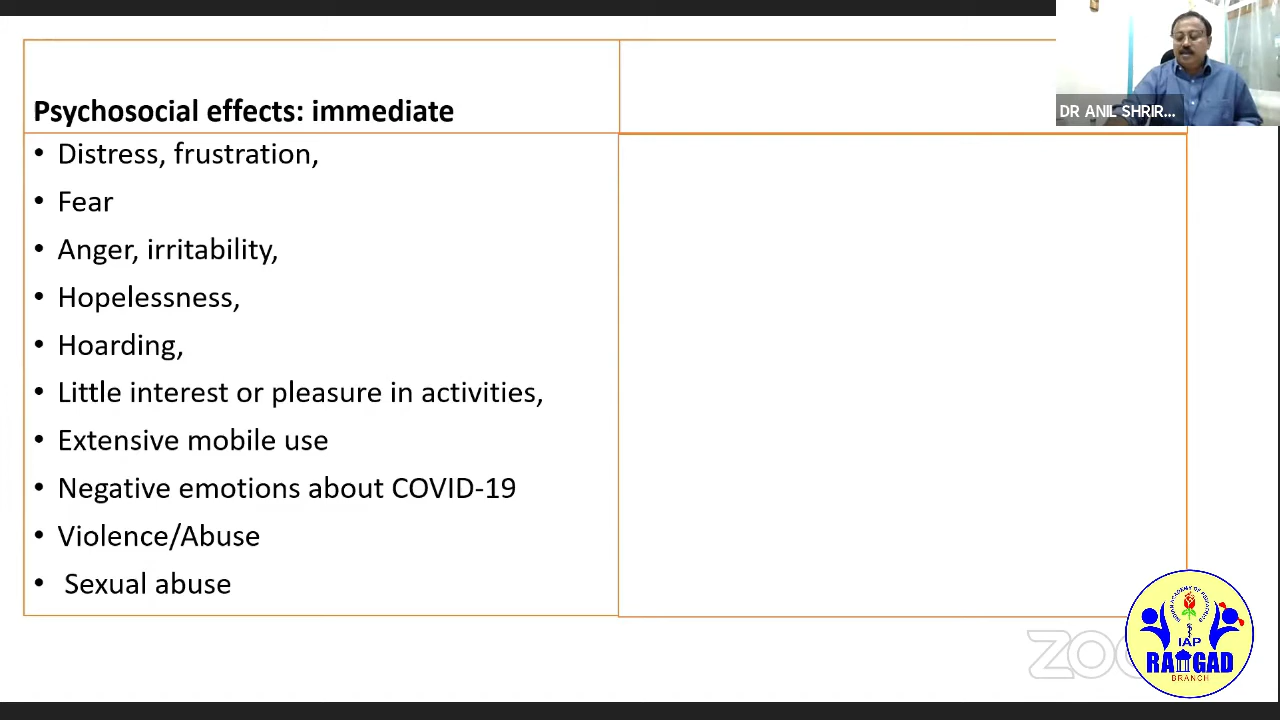 DR ANIL SHRIR...
Psychosocial effects: immediate
• Distress, frustration,
• Fear
• Anger, irritability,
• Hopelessness,
• Hoarding,
• Little interest or pleasure in activities,
• Extensive mobile use
• Negative emotions about COVID-19
• Violence/Abuse
• Sexual abuse
IAP
RAIGAD
BRANCH